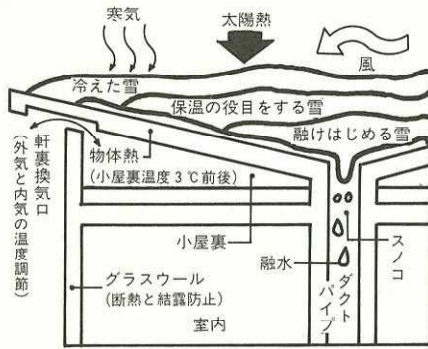 寒気
太陽熱
風
冷えた雪
保温の役目をする雪
融けはじめる雪
軒裏換気口
(外気と内気の温度調節)
物体熱
(小屋裏温度3℃前後)
小屋裏
スノコ
融水
ダクト
パイプ
グラスウール
(断熱と結露防止)
室内